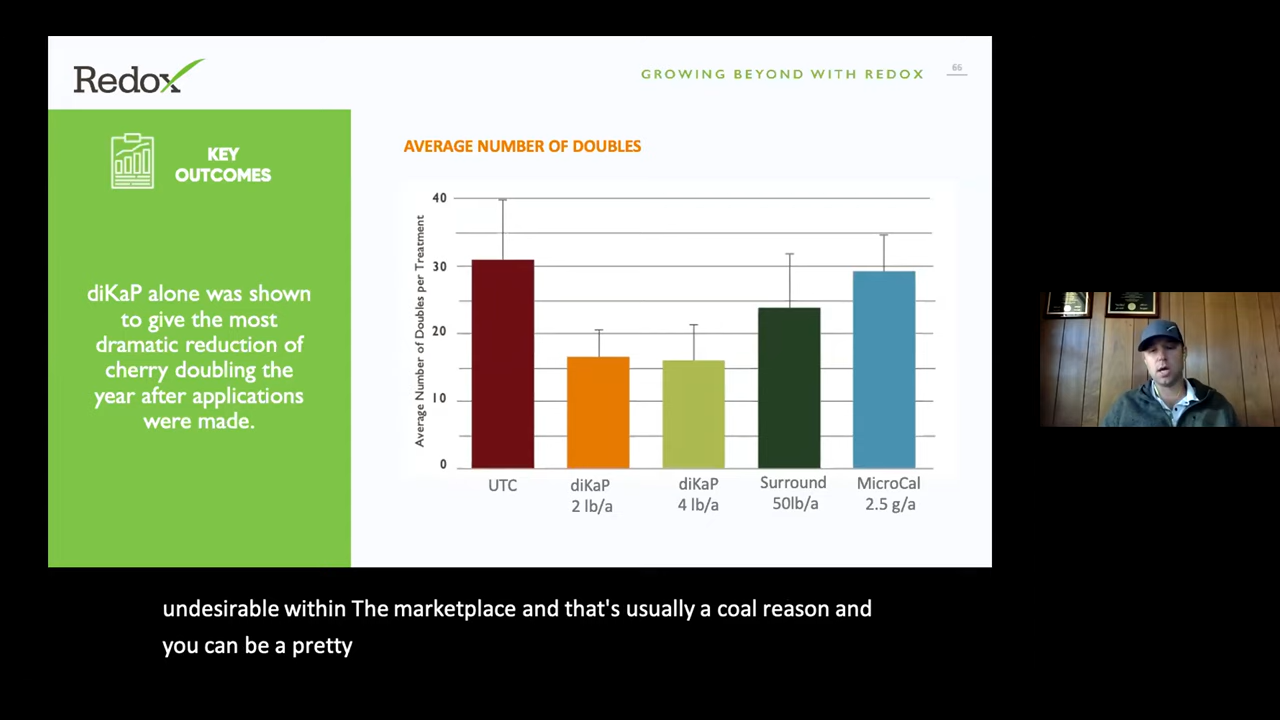 Redox
GROWING BEYOND WITH REDOX
66
KEY
OUTCOMES
diKaP alone was shown
to give the most
dramatic reduction of
cherry doubling the
year after applications
were made.
AVERAGE NUMBER OF DOUBLES
Average Number of Doubles per Treatment
40
30
20
10
0
UTC
diKaP
2 lb/a
diKaP
4 lb/a
Surround
50lb/a
MicroCal
2.5 g/a
undesirable within The marketplace and that's usually a coal reason and
you can be a pretty